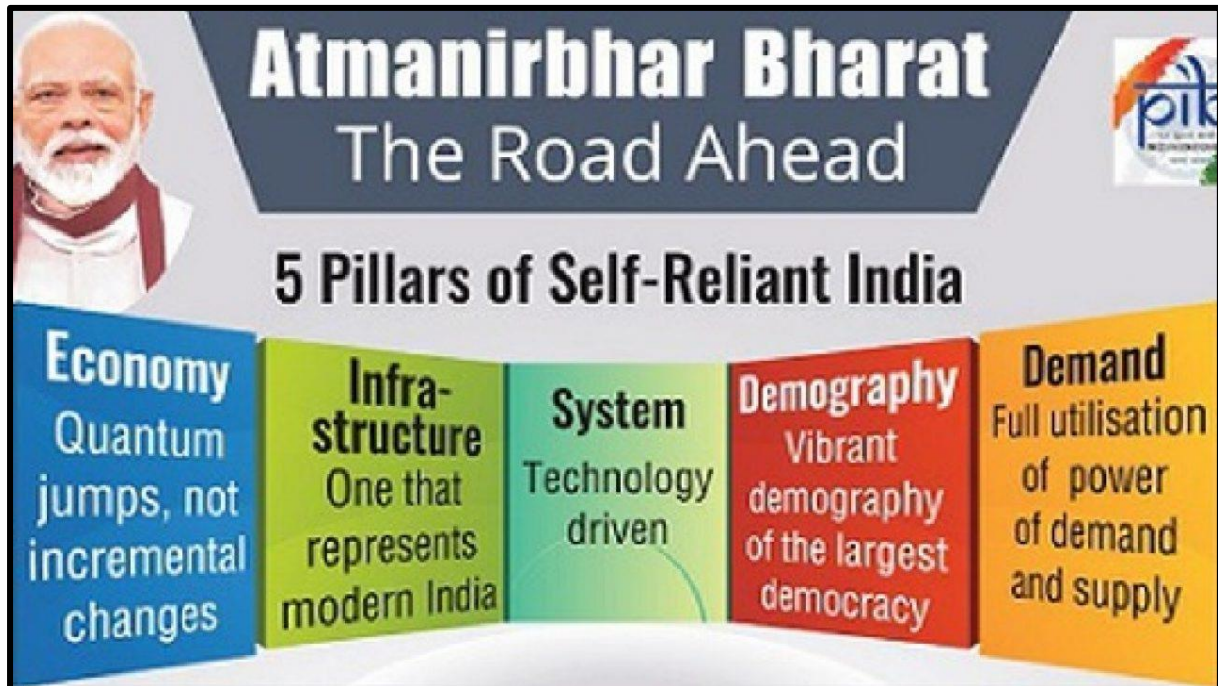 Atmanirbhar Bharat
The Road Ahead
pib
5 Pillars of Self-Reliant India
Economy
Quantum
jumps, not
incremental
changes
Infra-
structure
One that
represents
modern India
System
Technology
driven
Demography
Vibrant
demography
of the largest
democracy
Demand
Full utilisation
of power
of demand
and supply